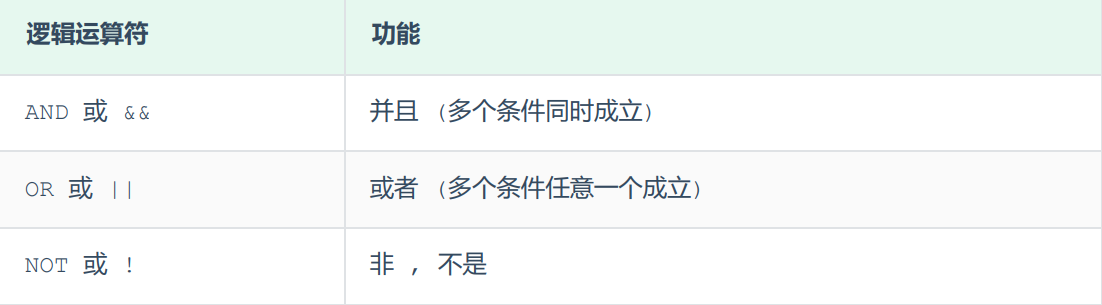 逻辑运算符 功能
AND 或 && 并且 (多个条件同时成立)
OR 或 || 或者 (多个条件任意一个成立)
NOT 或 ! 非 , 不是